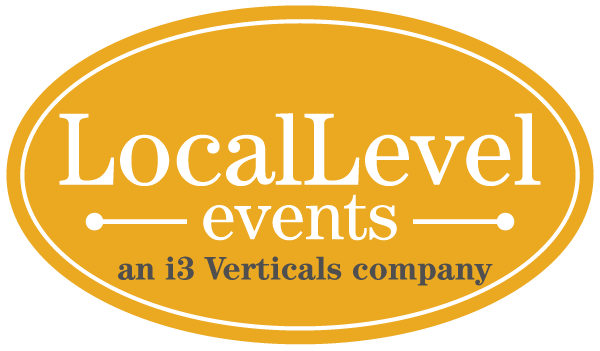 LocalLevel
events
an i3 Verticals company